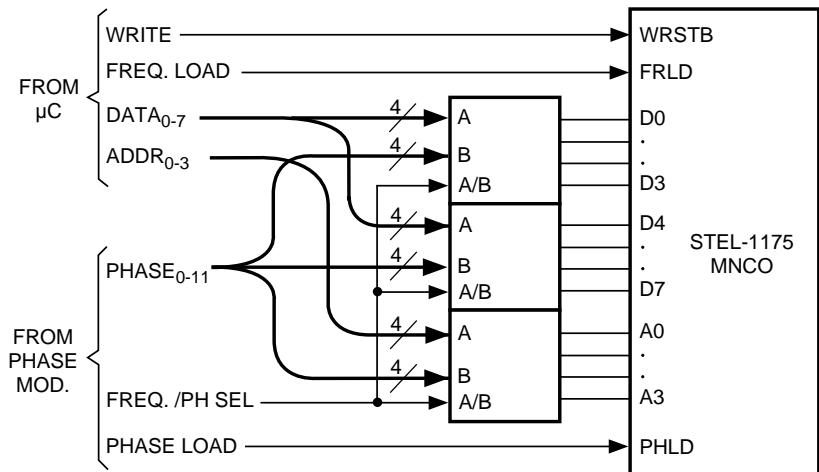 WRITE
WRSTB
FREQ. LOAD
FRLD
FROM
µC
DATA0-7
4
A
D0
ADDR0-3
4
B
.
.
A/B
D3
4
A
D4
STEL-1175
MNCO
PHASE0-11
4
B
.
.
A/B
D7
FROM
PHASE
MOD.
4
A
A0
4
B
.
.
FREQ. /PH SEL
A/B
A3
PHASE LOAD
PHLD